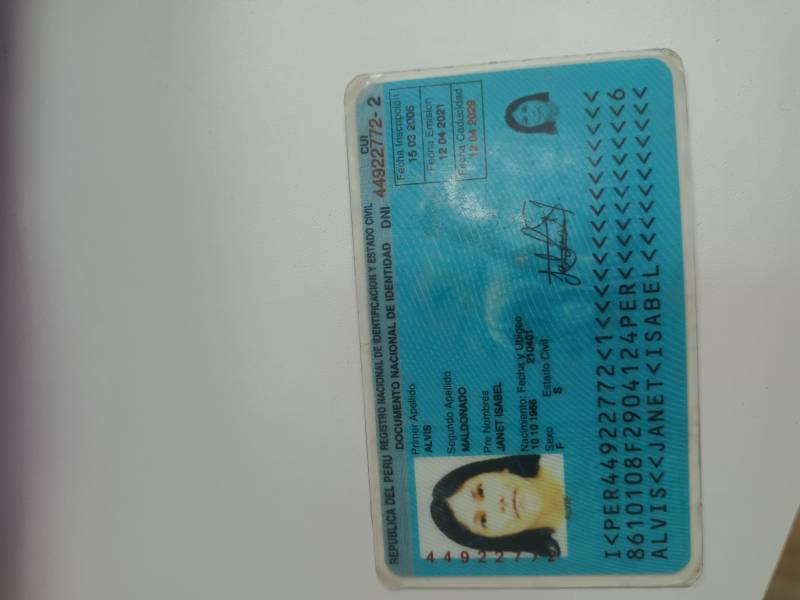 REPUBLICA DEL PERU REGISTRO NACIONAL DE IDENTIFICACION Y ESTADO CIVIL
DOCUMENTO NACIONAL DE IDENTIDAD DNI 44922772-2
CUI
Primer Apellido
ALVIS
Segundo Apellido
MALDONADO
Pre Nombres
JANET ISABEL
Nacimiento: Fecha y Ubigeo
10 10 1986 210401
Sexo Estado Civil
F S
Fecha Inscripción
15 03 2006
Fecha Emisión
12 04 2021
Fecha Caducidad
12 04 2029
44922772
I<PER44922772<1<<<<<<<<<<<<<<<
8610108F2904124PER<<<<<<<<<<<6
ALVIS<<JANET<ISABEL<<<<<<<<<<<